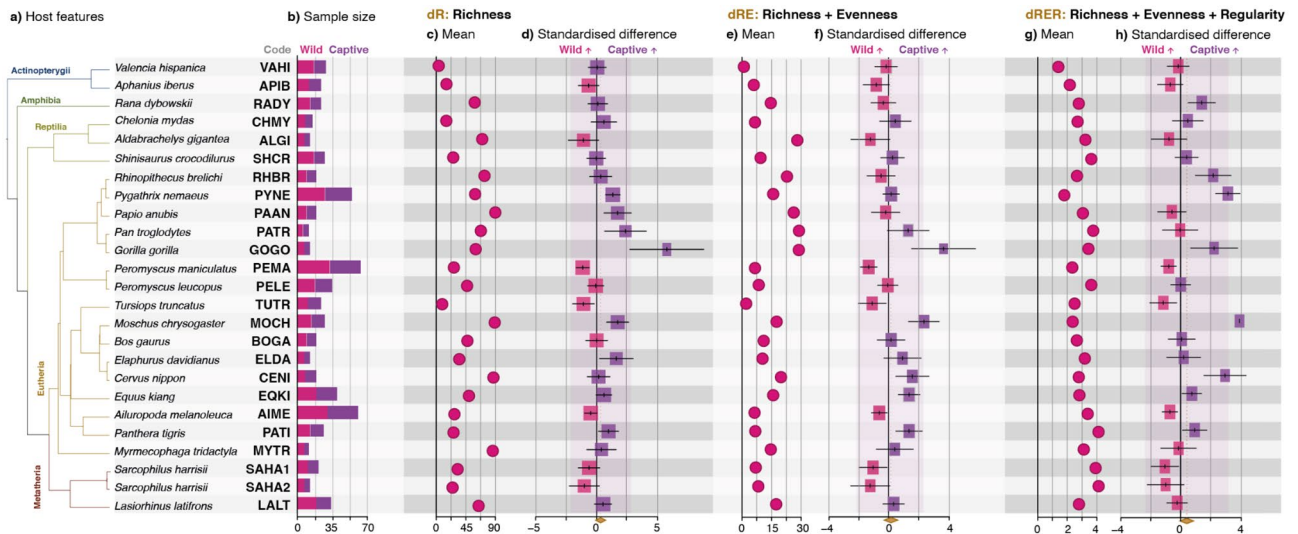 dR: Richness
dRE: Richness + Evenness
dRER: Richness + Evenness + Regularity
a) Host features
b) Sample size
c) Mean
d) Standardised difference
e) Mean
f) Standardised difference
g) Mean
h) Standardised difference
Code Wild Captive
Wild ↑ Captive ↑
Wild ↑ Captive ↑
Wild ↑ Captive ↑
Actinopterygii
Amphibia
Reptilia
Eutheria
Metatheria
Valencia hispanica VAHI
Aphanius iberus APIB
Rana dybowskii RADY
Chelonia mydas CHMY
Aldabrachelys gigantea ALGI
Shinisaurus crocodilurus SHCR
Rhinopithecus brelichi RHBR
Pygathrix nemaeus PYNE
Papio anubis PAAN
Pan troglodytes PATR
Gorilla gorilla GOGO
Peromyscus maniculatus PEMA
Peromyscus leucopus PELE
Tursiops truncatus TUTR
Moschus chrysogaster MOCH
Bos gaurus BOGA
Elaphurus davidianus ELDA
Cervus nippon CENI
Equus kiang EQKI
Ailuropoda melanoleuca AIME
Panthera tigris PATI
Myrmecophaga tridactyla MYTR
Sarcophilus harrisii SAHA1
Sarcophilus harrisii SAHA2
Lasiorhinus latifrons LALT
0 35 70
0 45 90
-5 0 5
0 15 30
-4 0 4
0 2 4
-4 0 4